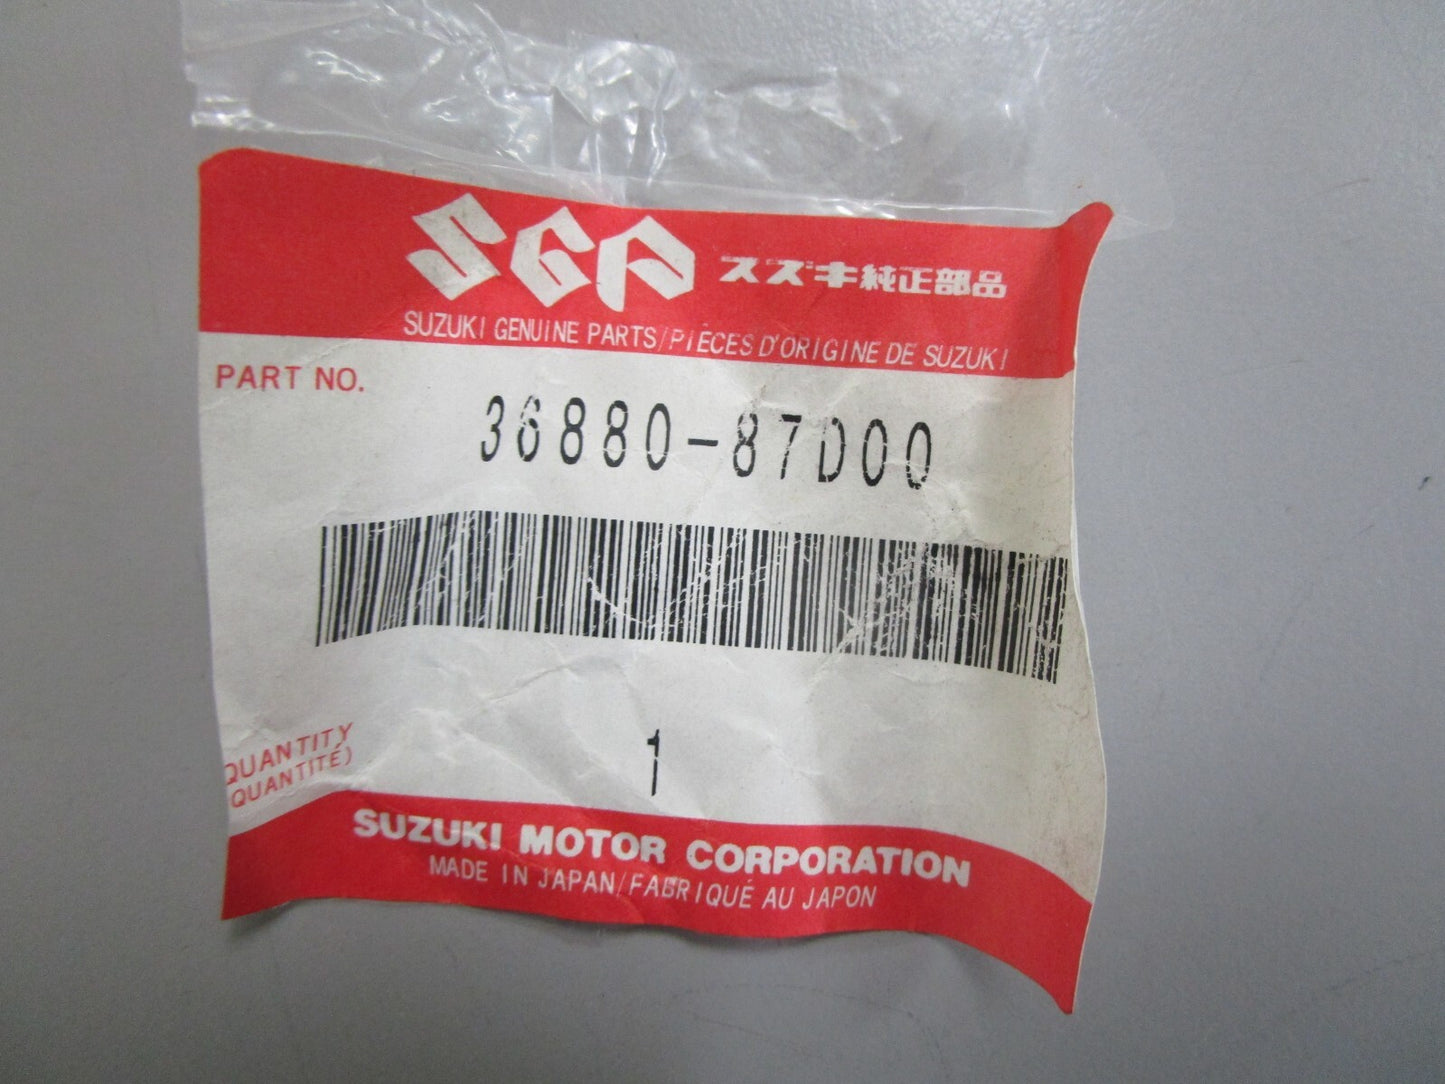 SGP スズキ純正部品
SUZUKI GENUINE PARTS/PIÈCES D'ORIGINE DE SUZUKI
PART NO.
36880-87D00
QUANTITY
(QUANTITÉ)
1
SUZUKI MOTOR CORPORATION
MADE IN JAPAN/FABRIQUÉ AU JAPON